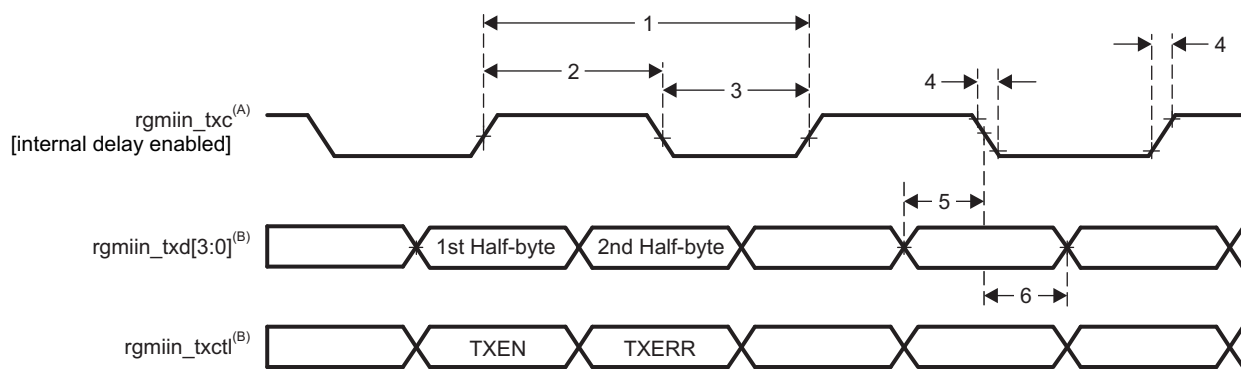 1
2
3
4
4
rgmiin_txc(A)
[internal delay enabled]
5
rgmiin_txd[3:0](B)
1st Half-byte
2nd Half-byte
6
rgmiin_txctl(B)
TXEN
TXERR